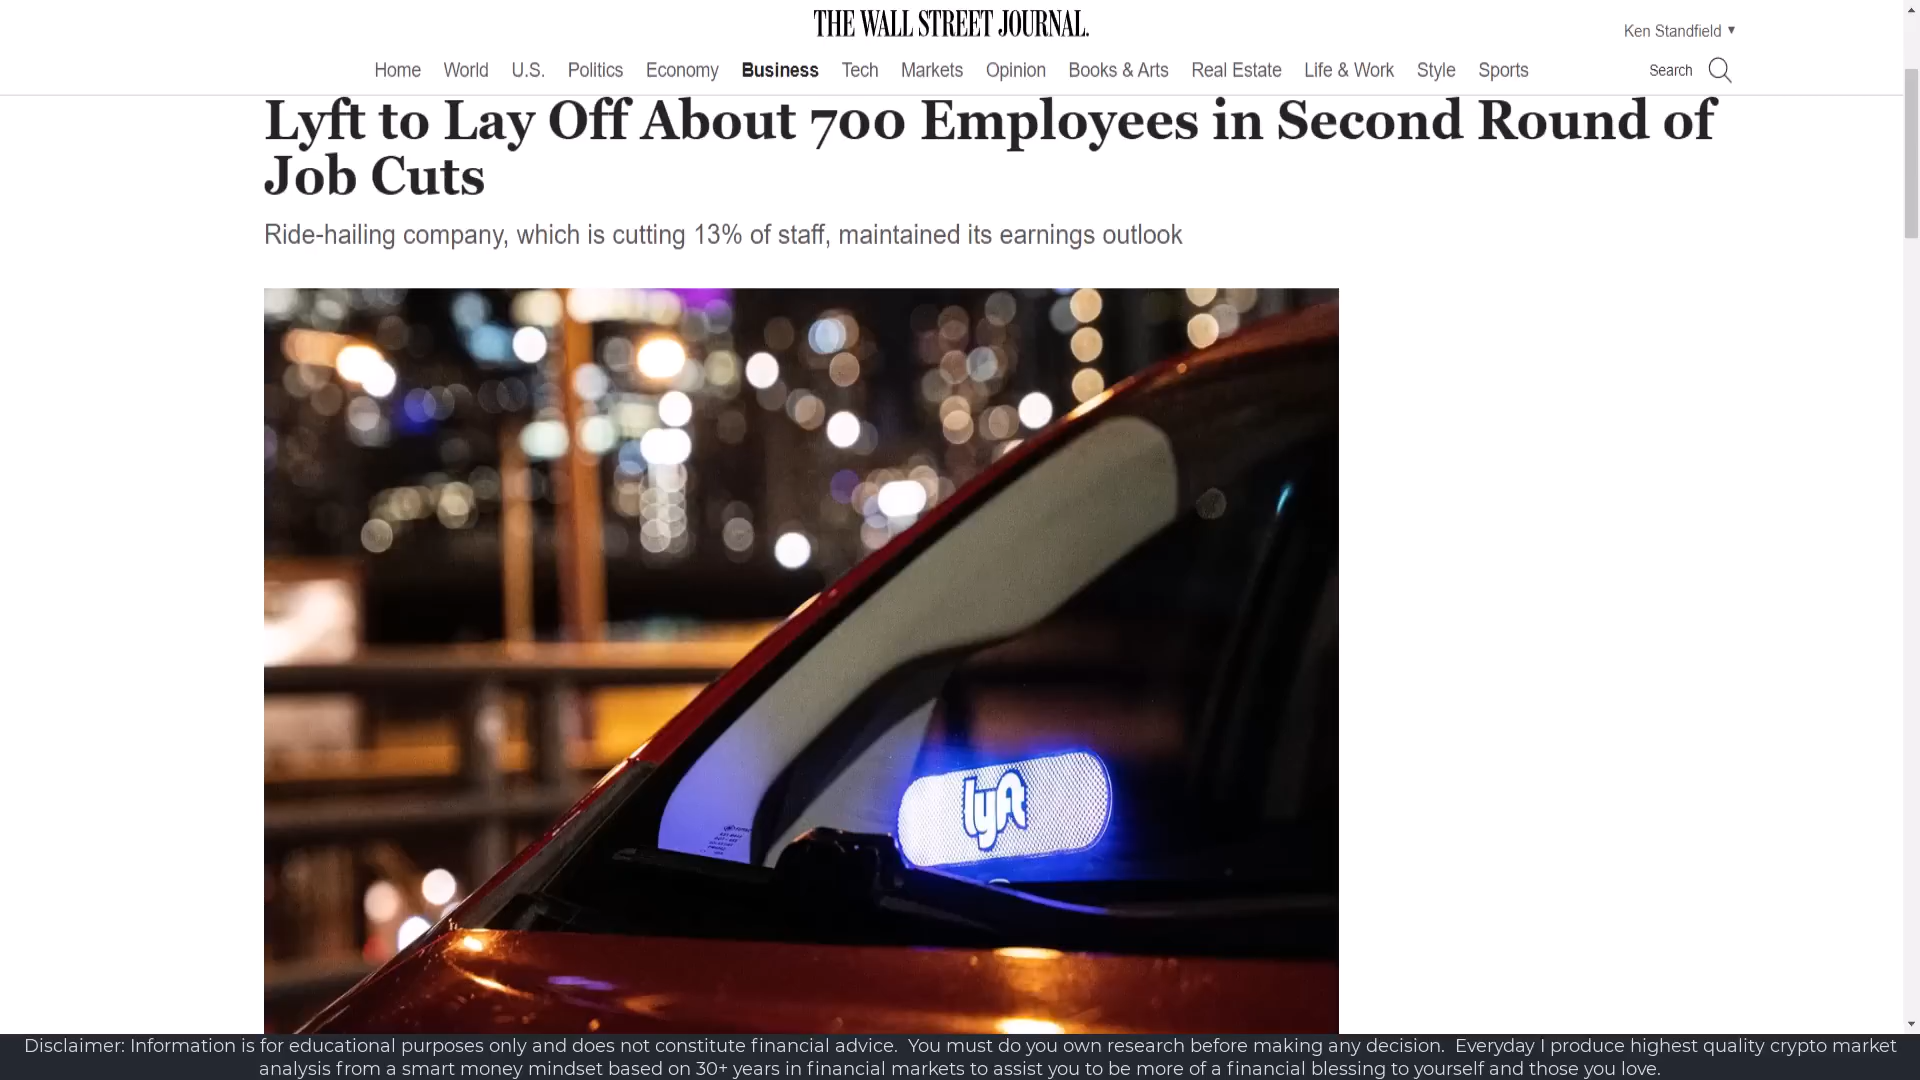 THE WALL STREET JOURNAL.
Ken Standfield ▼
Home World U.S. Politics Economy Business Tech Markets Opinion Books & Arts Real Estate Life & Work Style Sports
Search
Lyft to Lay Off About 700 Employees in Second Round of
Job Cuts
Ride-hailing company, which is cutting 13% of staff, maintained its earnings outlook
lyft
Disclaimer: Information is for educational purposes only and does not constitute financial advice. You must do you own research before making any decision. Everyday I produce highest quality crypto market
analysis from a smart money mindset based on 30+ years in financial markets to assist you to be more of a financial blessing to yourself and those you love.